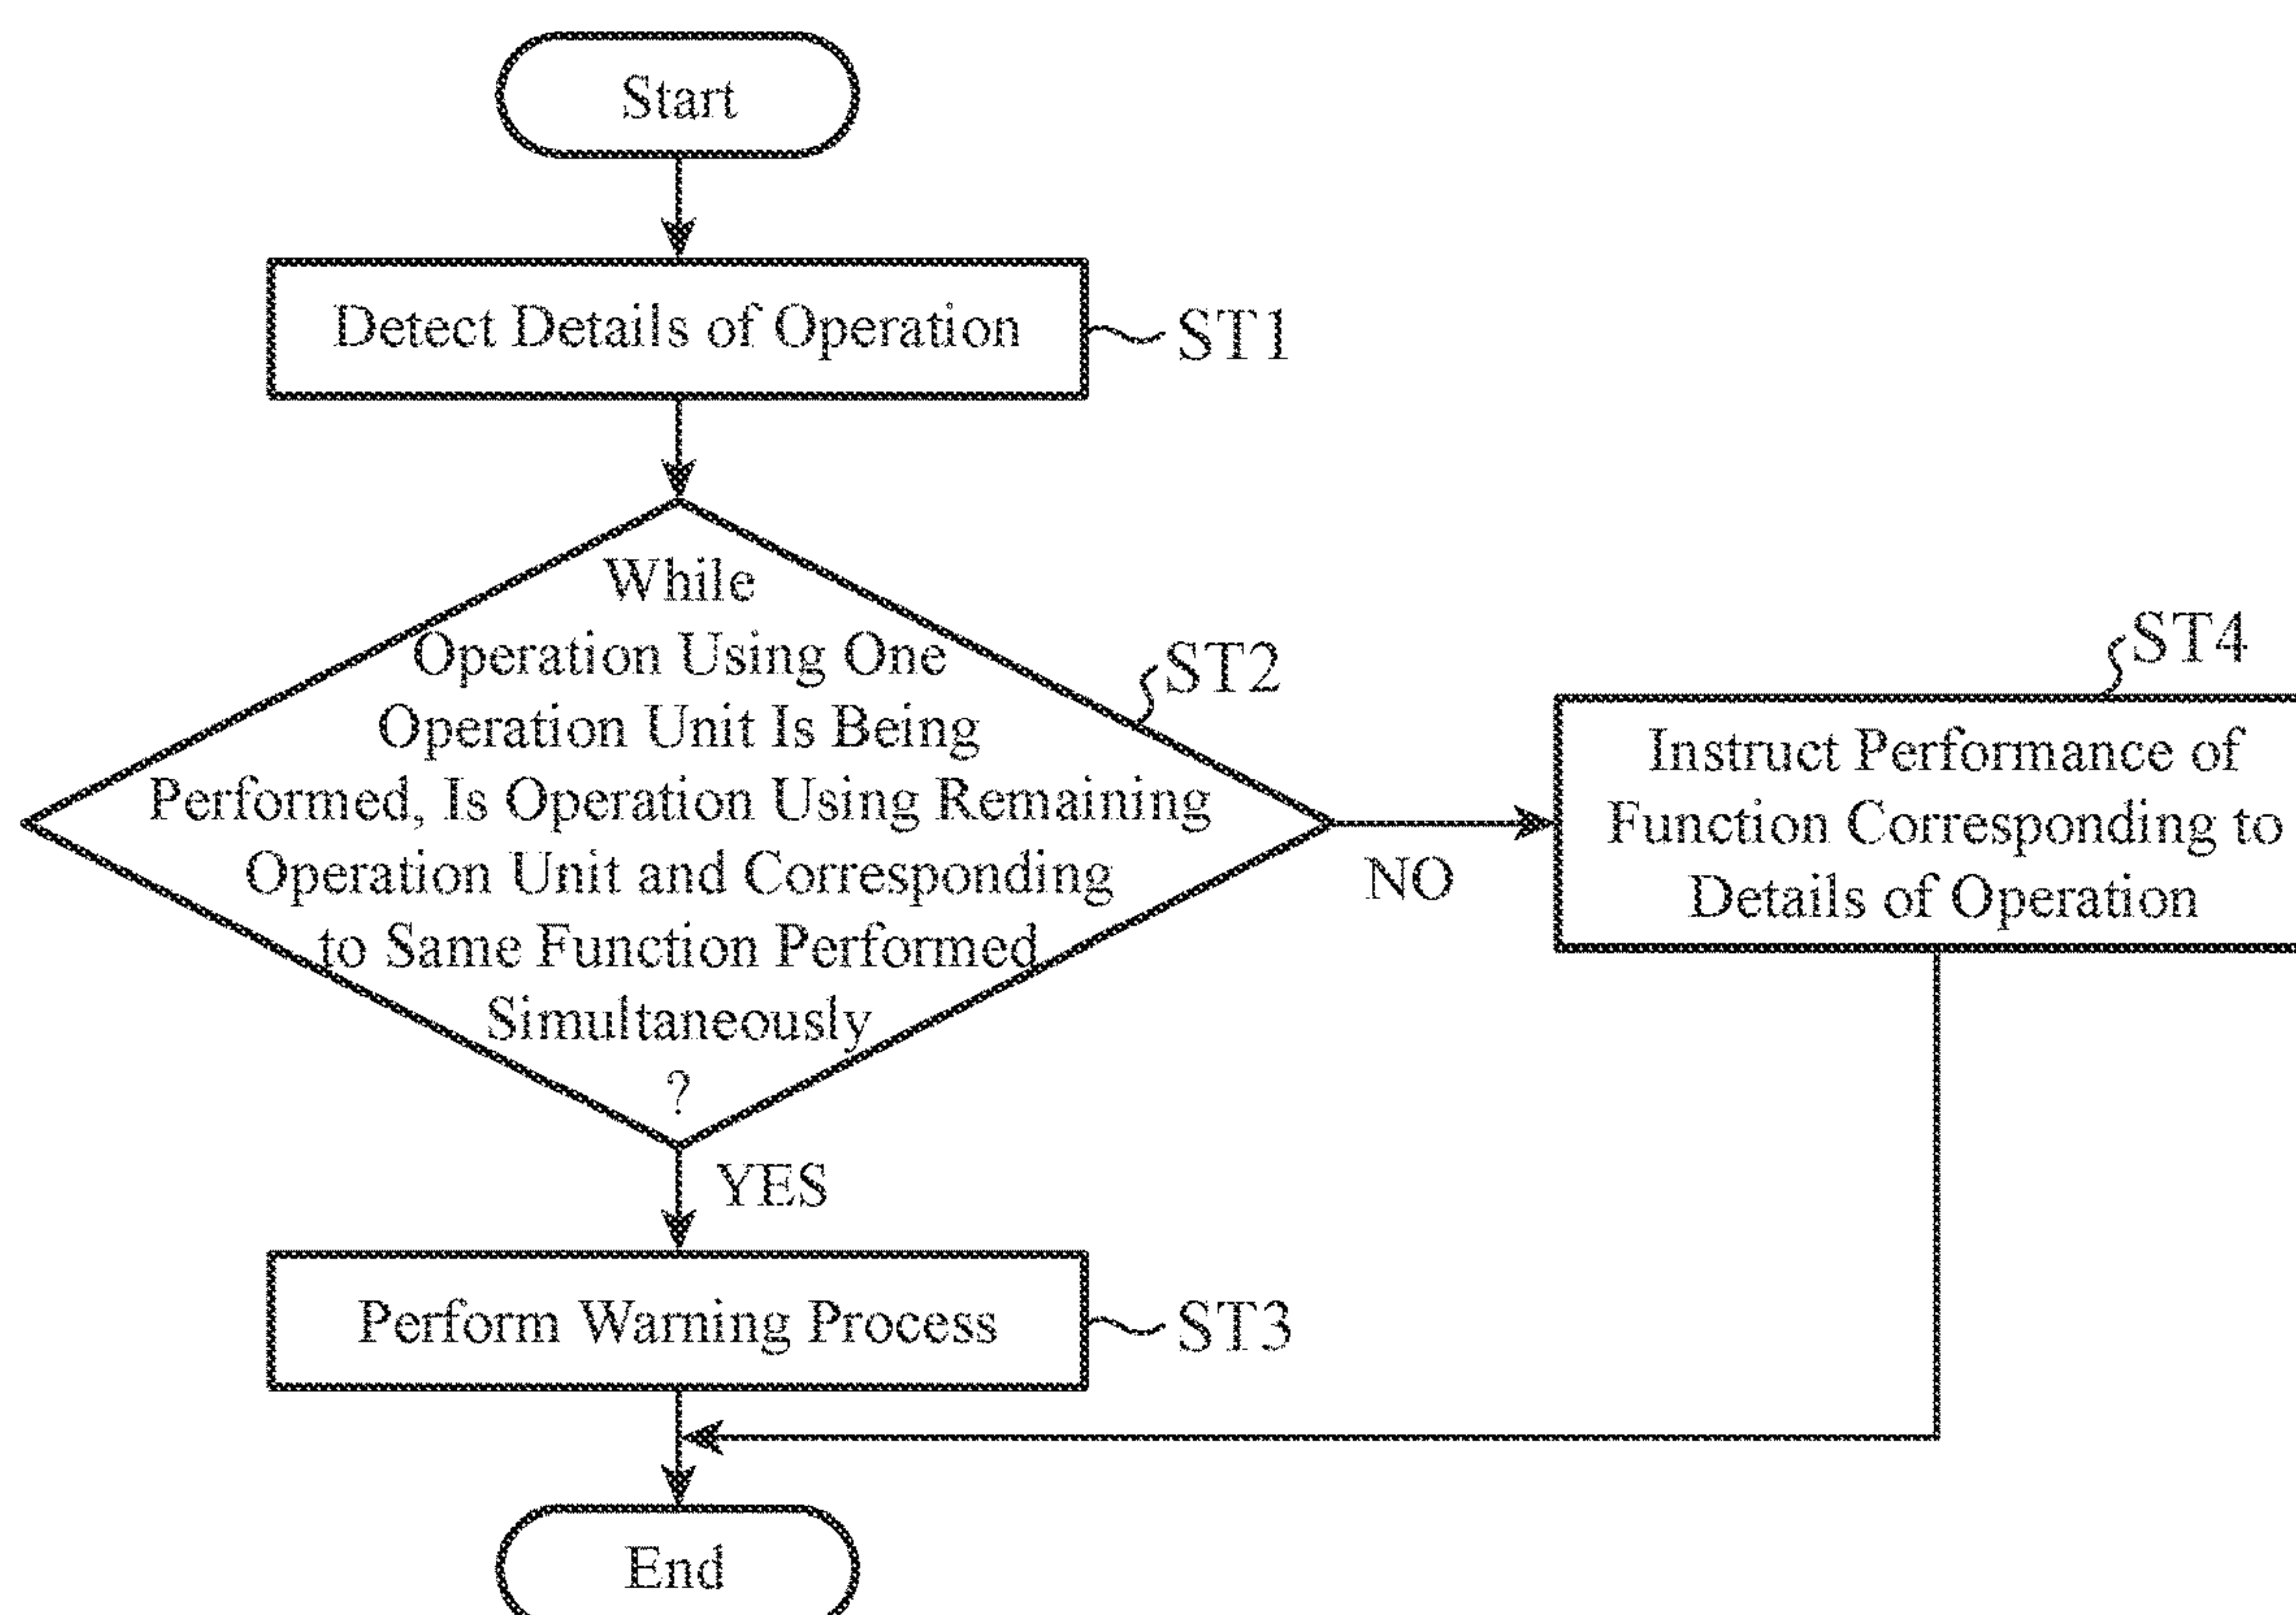 Start
Detect Details of Operation
ST1
While
Operation Using One
Operation Unit Is Being
Performed, Is Operation Using Remaining
Operation Unit and Corresponding
to Same Function Performed
Simultaneously
?
ST2
NO
ST4
Instruct Performance of
Function Corresponding to
Details of Operation
YES
Perform Warning Process
ST3
End